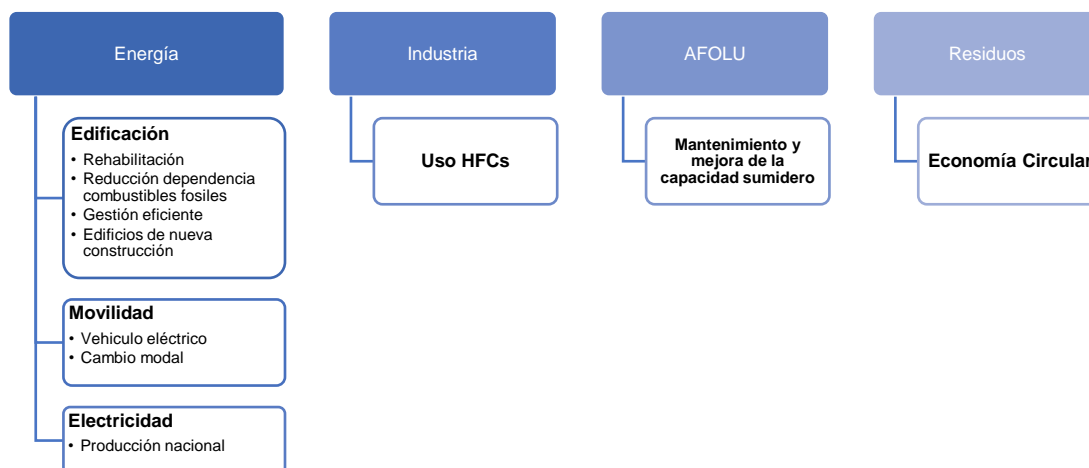 Energía
Industria
AFOLU
Residuos
Edificación
• Rehabilitación
• Reducción dependencia
combustibles fosiles
• Gestión eficiente
• Edificios de nueva
construcción
Movilidad
• Vehiculo eléctrico
• Cambio modal
Electricidad
• Producción nacional
Uso HFCs
Mantenimiento y
mejora de la
capacidad sumidero
Economía Circular